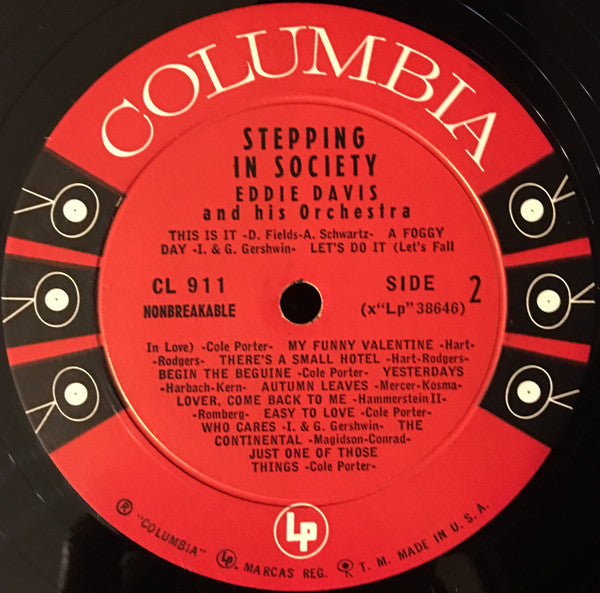 COLUMBIA
STEPPING
IN SOCIETY
EDDIE DAVIS
and his Orchestra
THIS IS IT -D. Fields-A. Schwartz- A FOGGY
DAY -I. & G. Gershwin- LET'S DO IT (Let's Fall
CL 911
NONBREAKABLE
SIDE 2
(x"Lp"38646)
In Love) -Cole Porter- MY FUNNY VALENTINE -Hart-
-Rodgers- THERE'S A SMALL HOTEL -Hart-Rodgers-
BEGIN THE BEGUINE -Cole Porter- YESTERDAYS
-Harbach-Kern- AUTUMN LEAVES -Mercer-Kosma-
LOVER, COME BACK TO ME -Hammerstein II-
-Romberg- EASY TO LOVE -Cole Porter-
WHO CARES -I. & G. Gershwin- THE
CONTINENTAL -Magidson-Conrad-
JUST ONE OF THOSE
THINGS -Cole Porter-
Lp
® "COLUMBIA" Lp. MARCAS REG. T. M. MADE IN U. S. A.